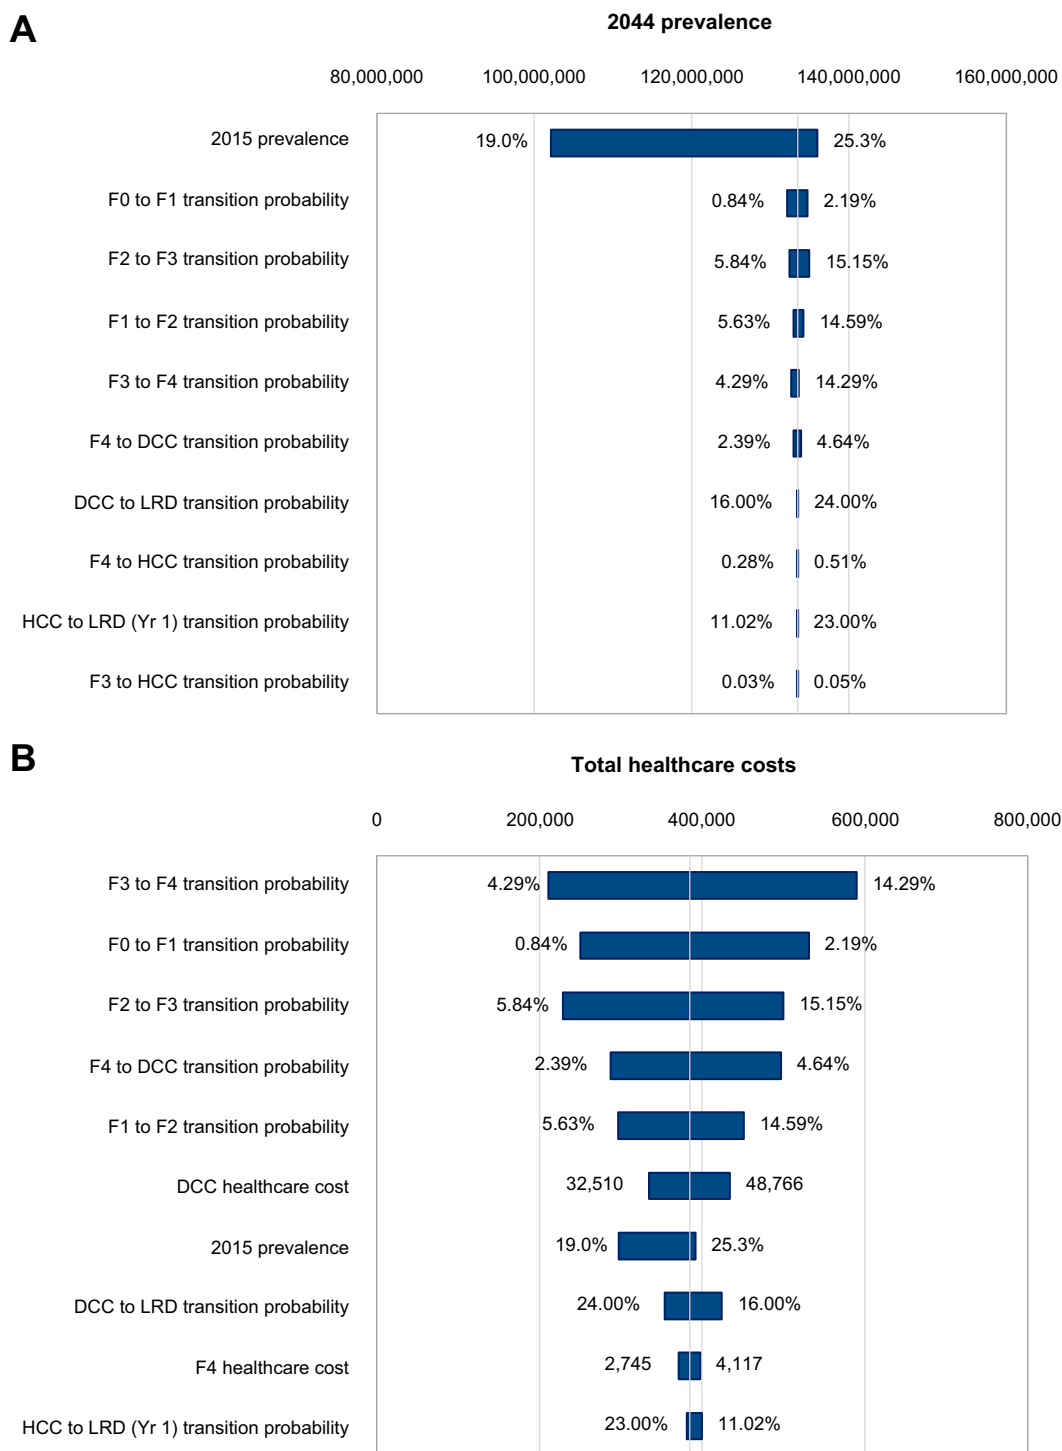 A
2044 prevalence
80,000,000 100,000,000 120,000,000 140,000,000 160,000,000
2015 prevalence 19.0% 25.3%
F0 to F1 transition probability 0.84% 2.19%
F2 to F3 transition probability 5.84% 15.15%
F1 to F2 transition probability 5.63% 14.59%
F3 to F4 transition probability 4.29% 14.29%
F4 to DCC transition probability 2.39% 4.64%
DCC to LRD transition probability 16.00% 24.00%
F4 to HCC transition probability 0.28% 0.51%
HCC to LRD (Yr 1) transition probability 11.02% 23.00%
F3 to HCC transition probability 0.03% 0.05%
B
Total healthcare costs
0 200,000 400,000 600,000 800,000
F3 to F4 transition probability 4.29% 14.29%
F0 to F1 transition probability 0.84% 2.19%
F2 to F3 transition probability 5.84% 15.15%
F4 to DCC transition probability 2.39% 4.64%
F1 to F2 transition probability 5.63% 14.59%
DCC healthcare cost 32,510 48,766
2015 prevalence 19.0% 25.3%
DCC to LRD transition probability 24.00% 16.00%
F4 healthcare cost 2,745 4,117
HCC to LRD (Yr 1) transition probability 23.00% 11.02%